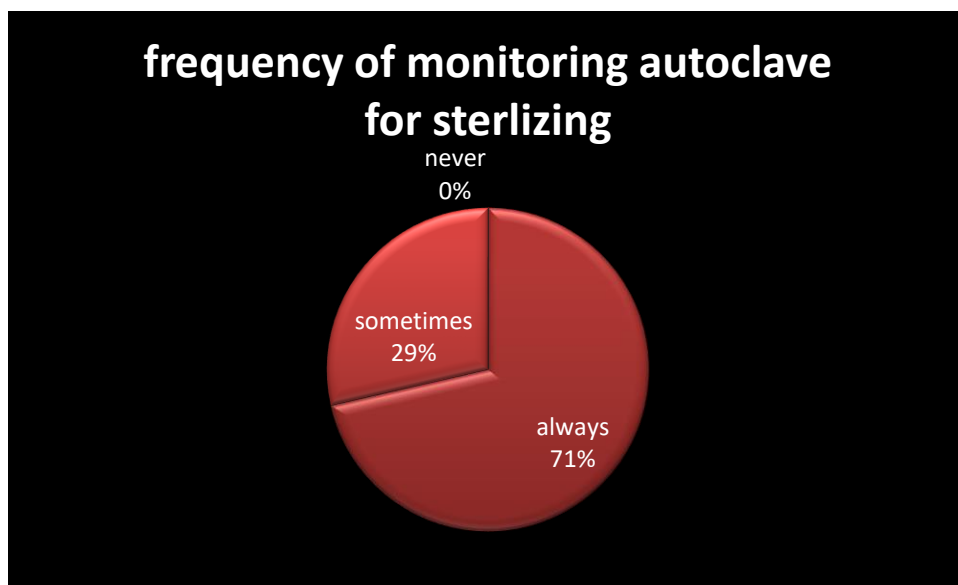 frequency of monitoring autoclave
for sterlizing
never
0%
sometimes
29%
always
71%